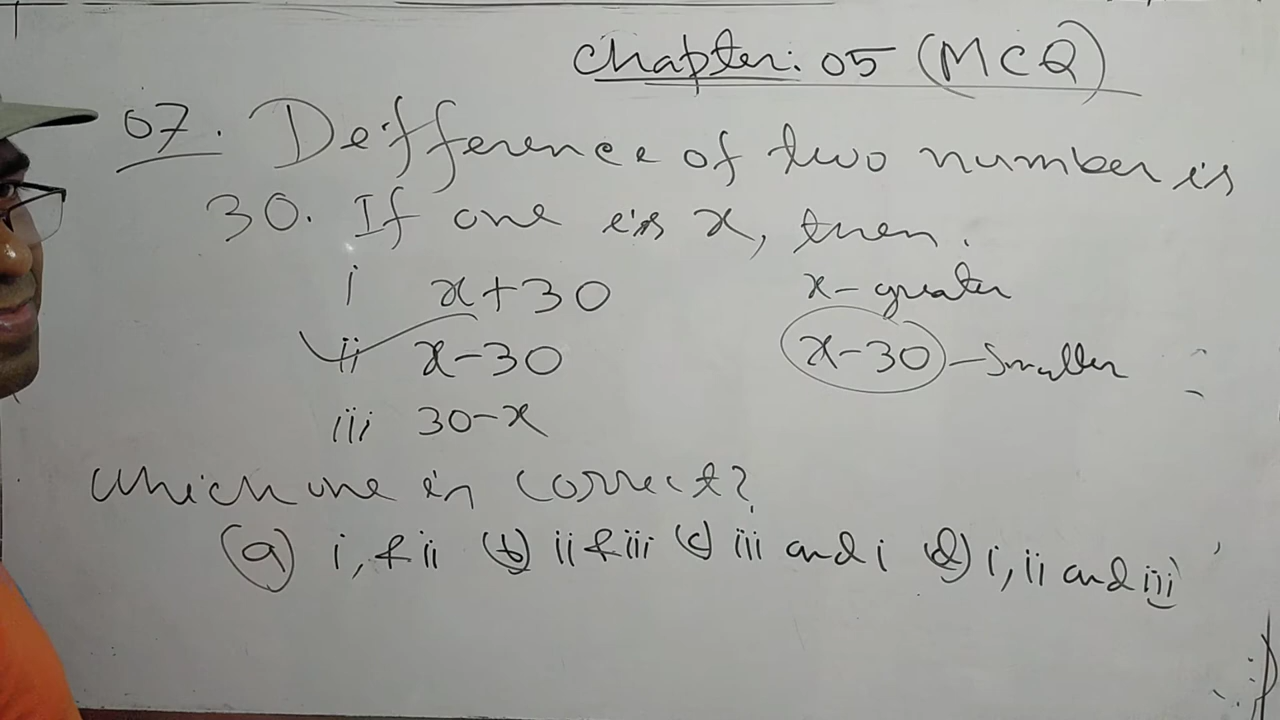 Chapter: 05 (MCQ)
07. Defference of two number is
30. If one is x, then.
i x+30
x - greater
ii x-30
x-30 - Smaller
iii 30-x
which one is correct?
(a) i, & ii (b) ii & iii (c) iii and i (d) i, ii and iii